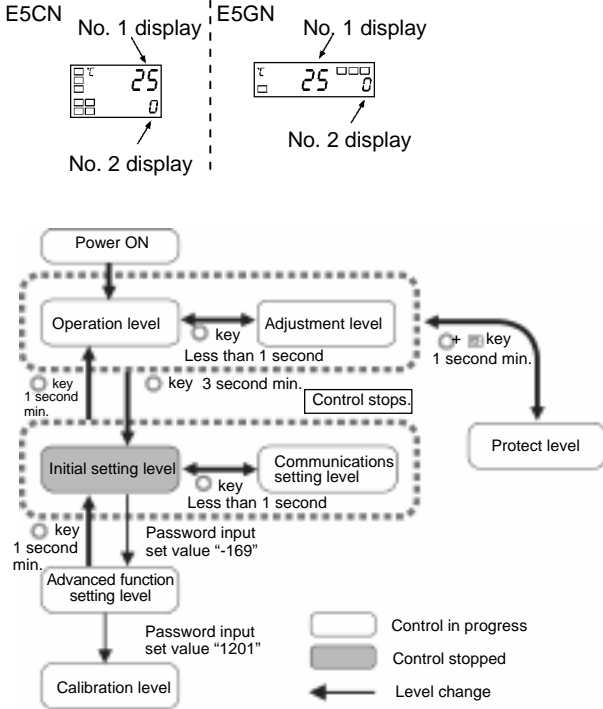 E5CN
No. 1 display
℃
25
0
No. 2 display
E5GN
No. 1 display
℃
25
0
No. 2 display
Power ON
Operation level
key
Less than 1 second
Adjustment level
+ key
1 second min.
key
1 second
min.
key 3 second min.
Control stops.
Protect level
Initial setting level
key
Less than 1 second
Communications
setting level
key
1 second
min.
Password input
set value “-169”
Advanced function
setting level
Password input
set value “1201”
Calibration level
Control in progress
Control stopped
Level change